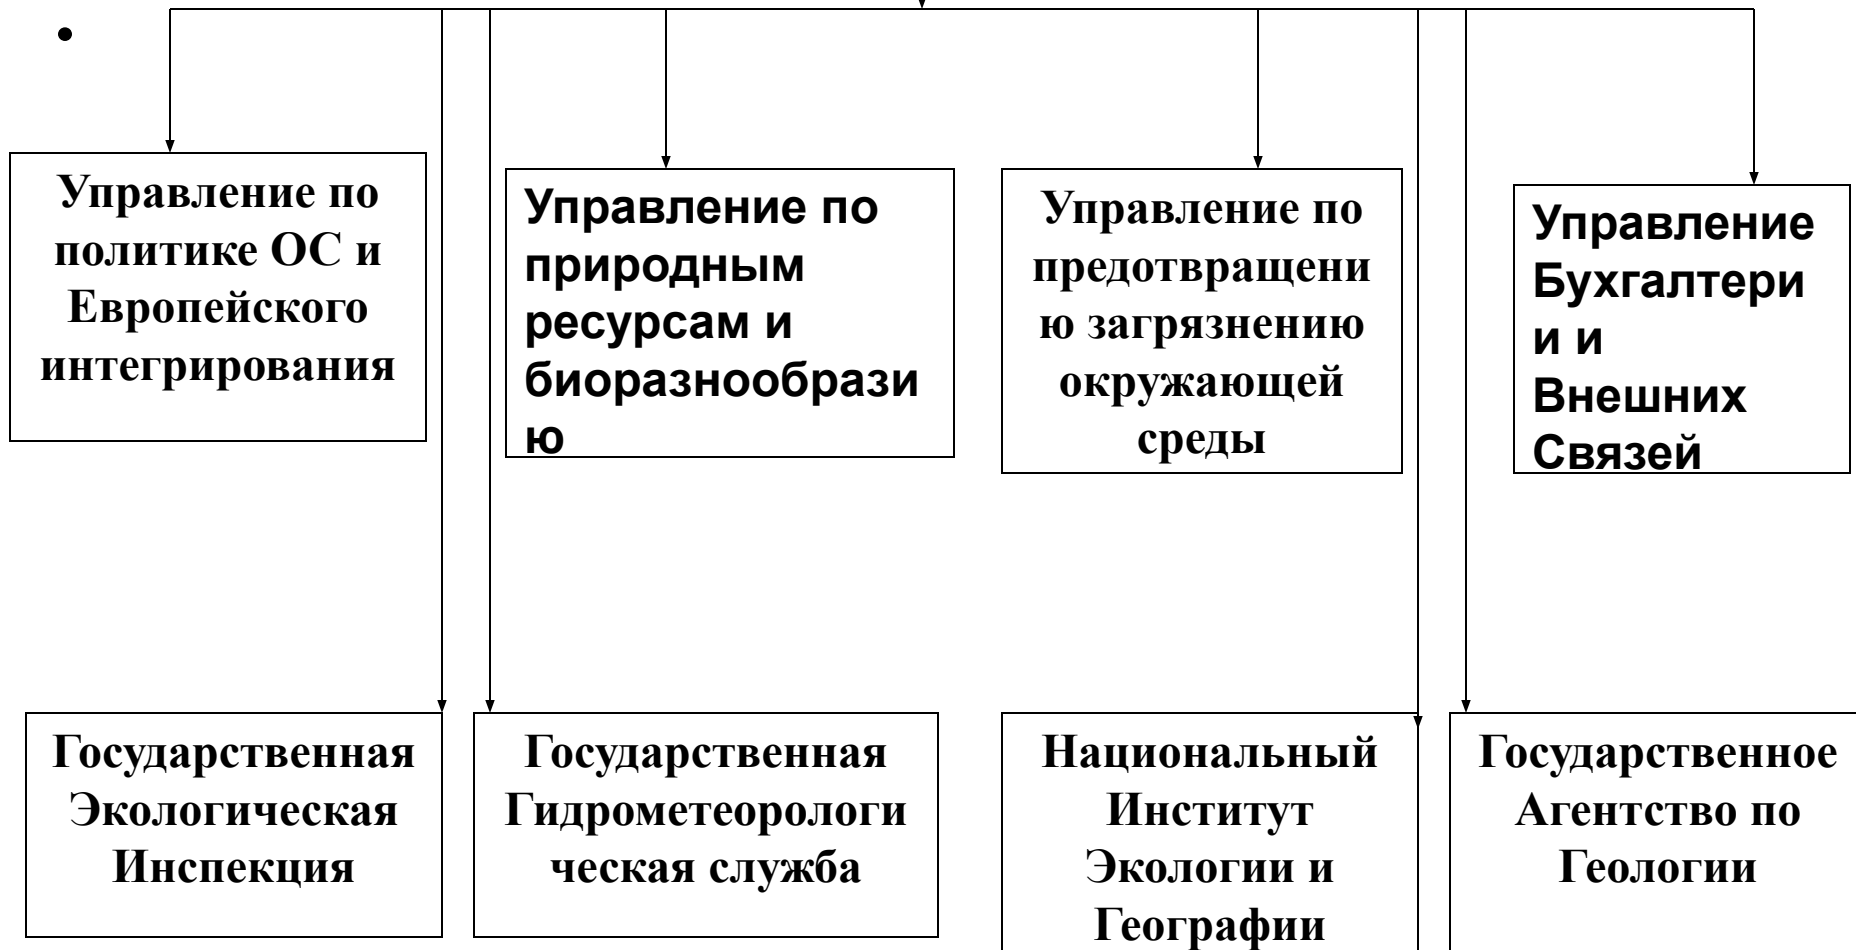 Управление по
политике ОС и
Европейского
интегрирования
Управление по
природным
ресурсам и
биоразнообрази
ю
Управление по
предотвращени
ю загрязнению
окружающей
среды
Управление
Бухгалтери
и и
Внешних
Связей
Государственная
Экологическая
Инспекция
Государственная
Гидрометеорологи
ческая служба
Национальный
Институт
Экологии и
Географии
Государственное
Агентство по
Геологии